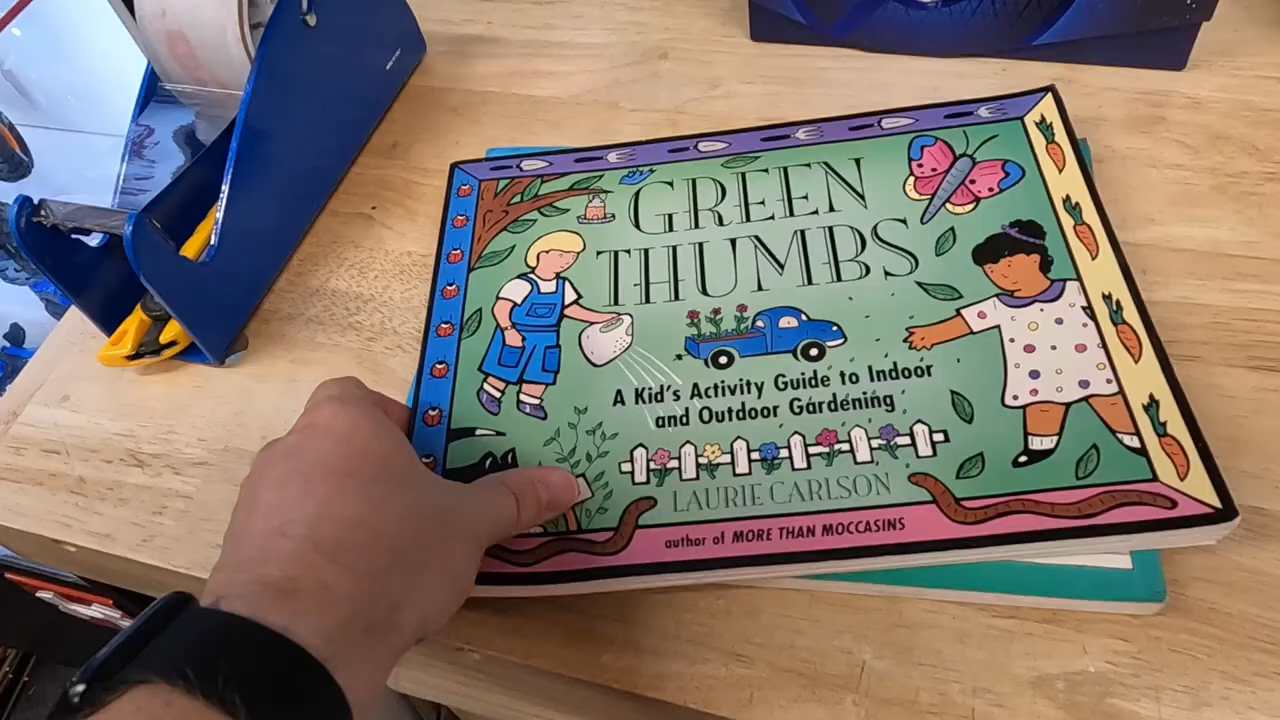 GREEN
THUMBS
A Kid's Activity Guide to Indoor
and Outdoor Gardening
LAURIE CARLSON
author of MORE THAN MOCCASINS